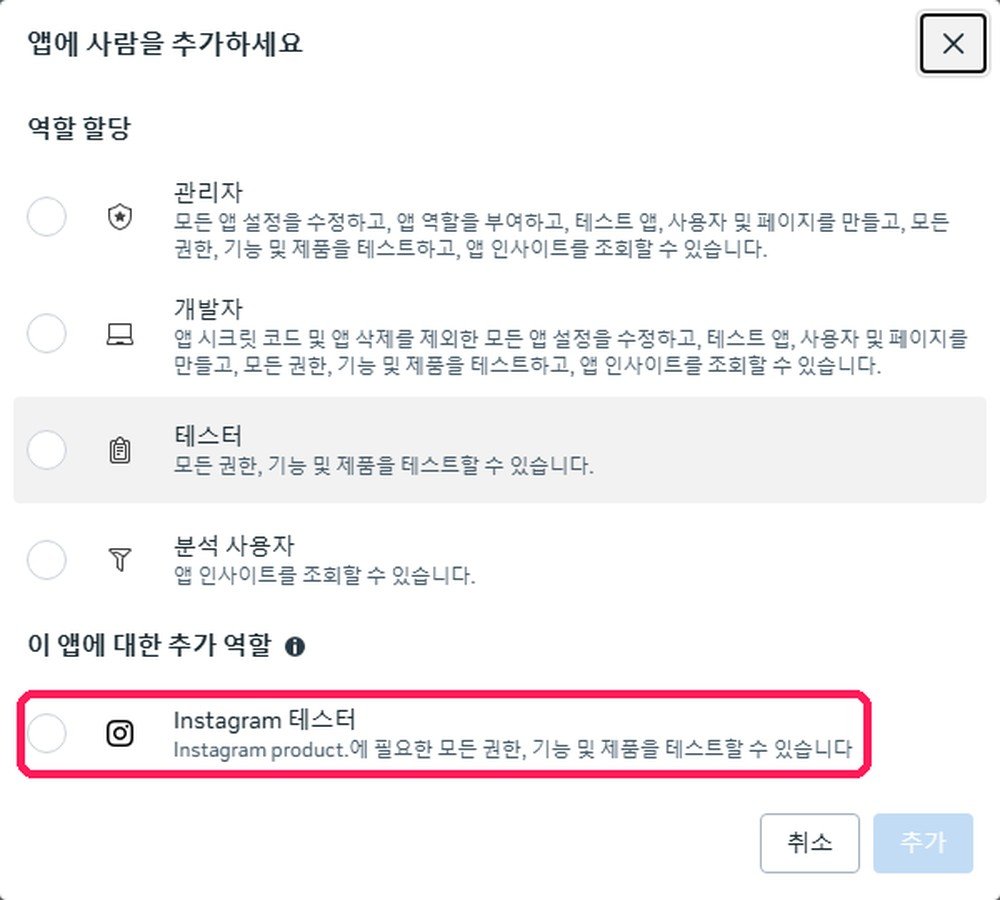 앱에 사람을 추가하세요
역할 할당
관리자
모든 앱 설정을 수정하고, 앱 역할을 부여하고, 테스트 앱, 사용자 및 페이지를 만들고, 모든
권한, 기능 및 제품을 테스트하고, 앱 인사이트를 조회할 수 있습니다.
개발자
앱 시크릿 코드 및 앱 삭제를 제외한 모든 앱 설정을 수정하고, 테스트 앱, 사용자 및 페이지를
만들고, 모든 권한, 기능 및 제품을 테스트하고, 앱 인사이트를 조회할 수 있습니다.
테스터
모든 권한, 기능 및 제품을 테스트할 수 있습니다.
분석 사용자
앱 인사이트를 조회할 수 있습니다.
이 앱에 대한 추가 역할
Instagram 테스터
Instagram product.에 필요한 모든 권한, 기능 및 제품을 테스트할 수 있습니다
취소
추가